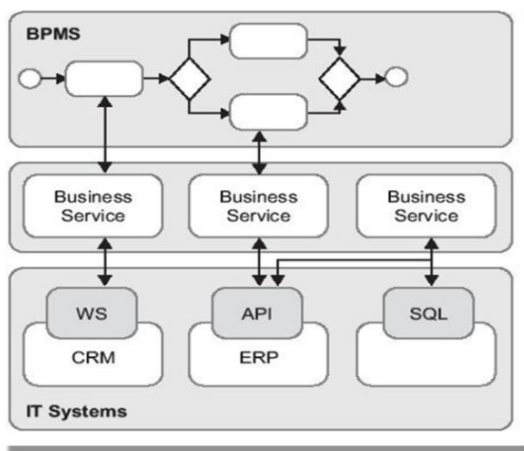 BPMS
Business
Service
Business
Service
Business
Service
WS
API
SQL
CRM
ERP
IT Systems